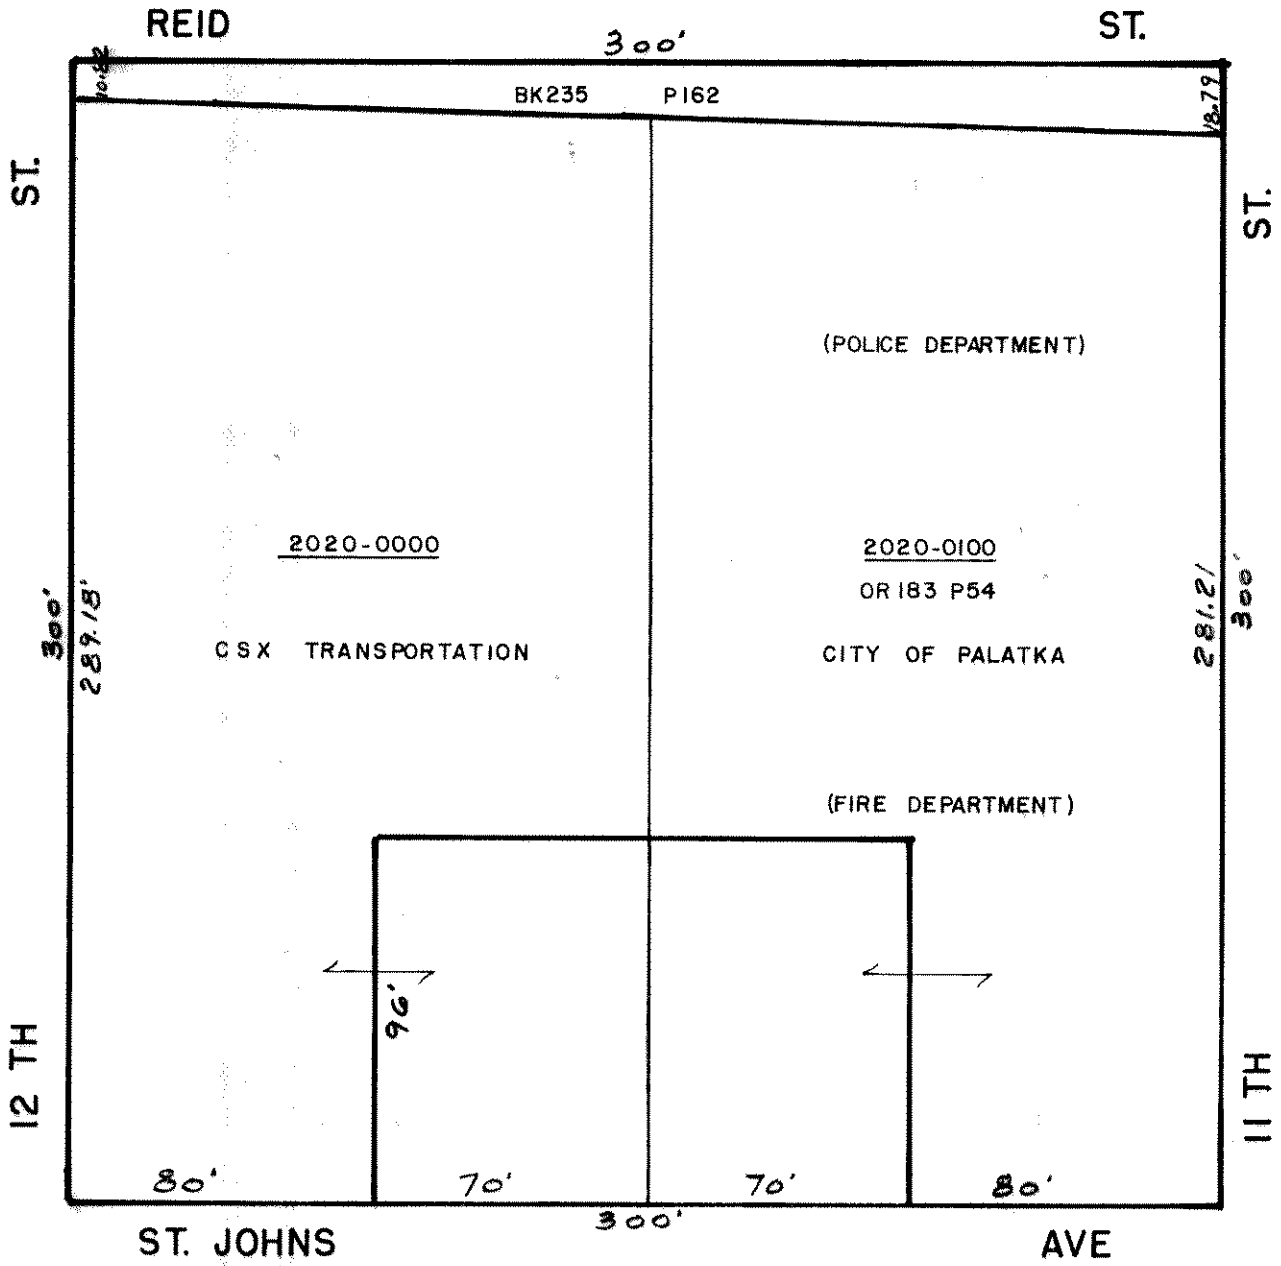 REID ST.
300'
10.82
BK235 P162
18.79
ST.
ST.
(POLICE DEPARTMENT)
2020-0000
2020-0100
OR 183 P54
300'
289.18'
281.21
300'
CSX TRANSPORTATION
CITY OF PALATKA
(FIRE DEPARTMENT)
96'
12 TH
11 TH
80' 70' 70' 80'
300'
ST. JOHNS AVE